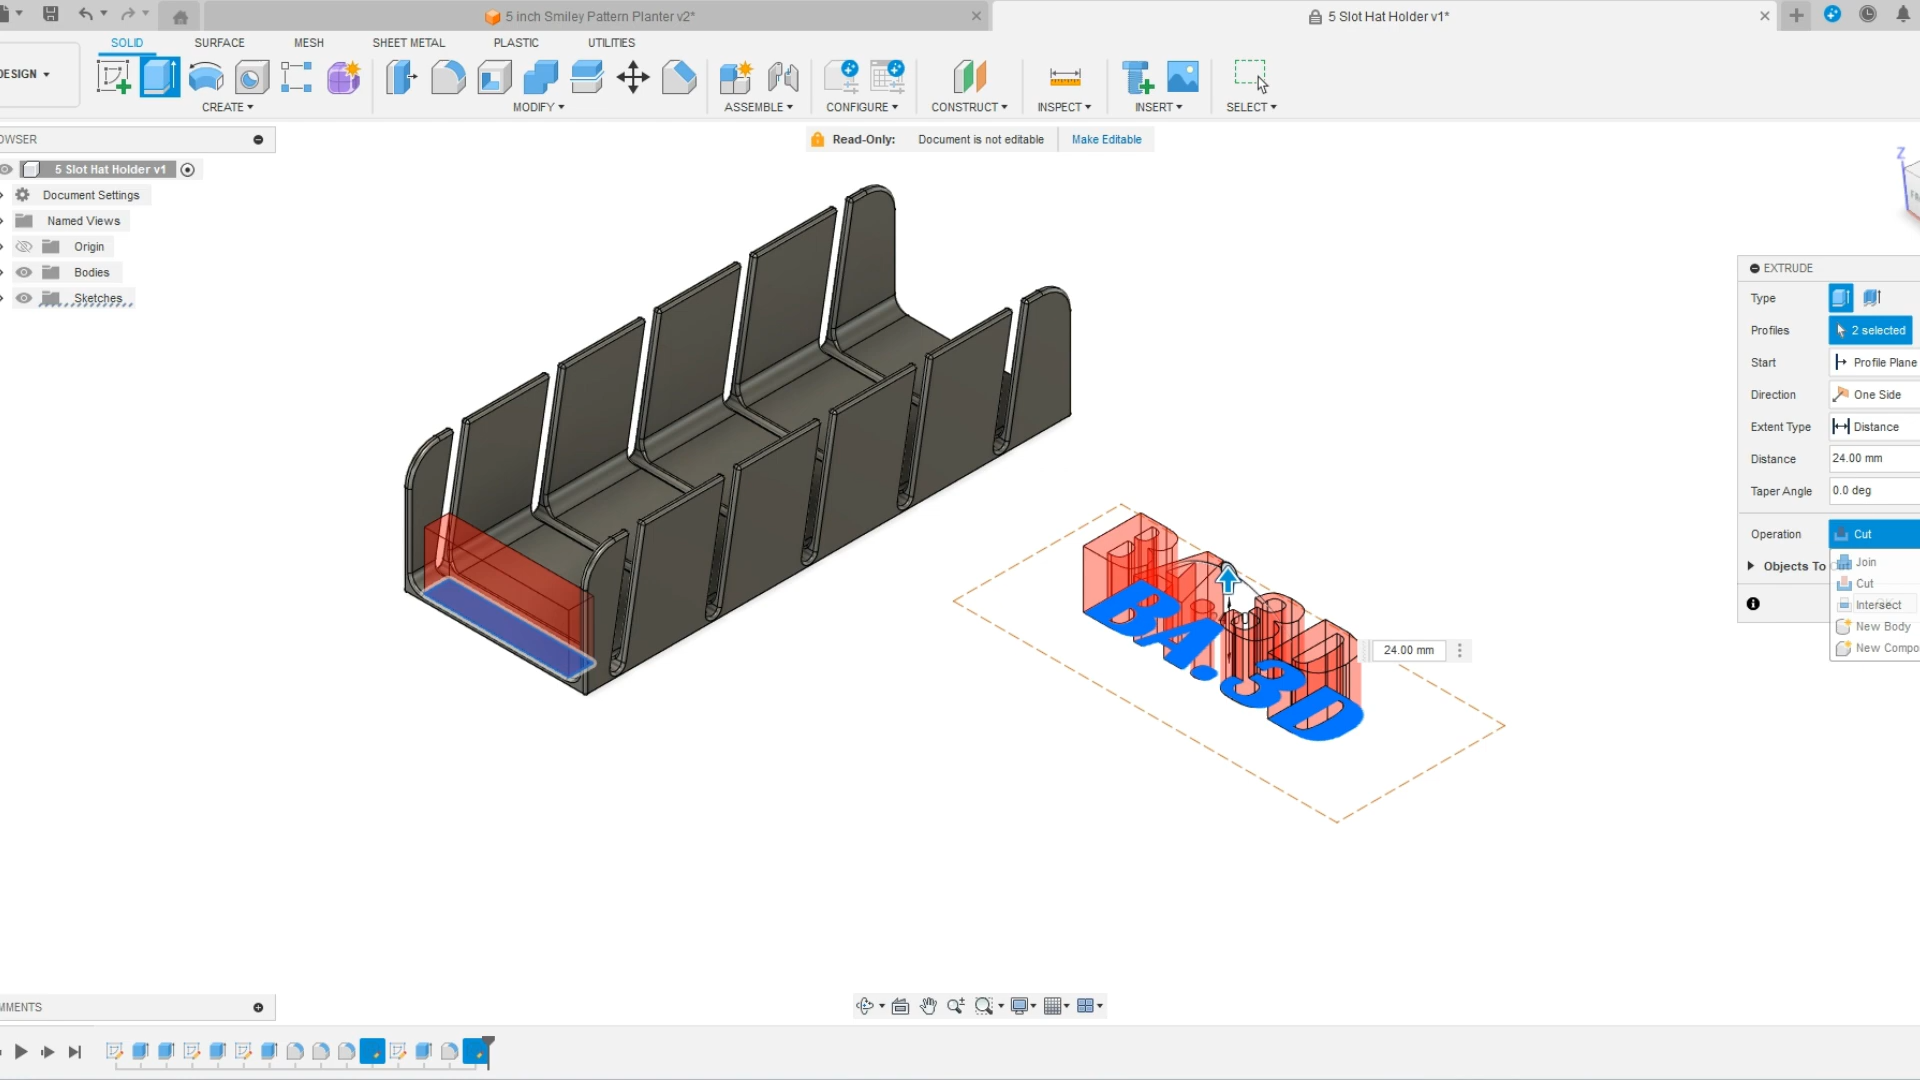 5 inch Smiley Pattern Planter v2*
5 Slot Hat Holder v1*
SOLID SURFACE MESH SHEET METAL PLASTIC UTILITIES
ESIGN
CREATE MODIFY ASSEMBLE CONFIGURE CONSTRUCT INSPECT INSERT SELECT
OWSER
Read-Only: Document is not editable Make Editable
5 Slot Hat Holder v1
Document Settings
Named Views
Origin
Bodies
Sketches
Z
EXTRUDE
Type
Profiles 2 selected
Start Profile Plane
Direction One Side
Extent Type Distance
Distance 24.00 mm
Taper Angle 0.0 deg
Operation Cut
Objects To
Join
Cut
Intersect
New Body
New Compo
24.00 mm
BA.3D
MMENTS